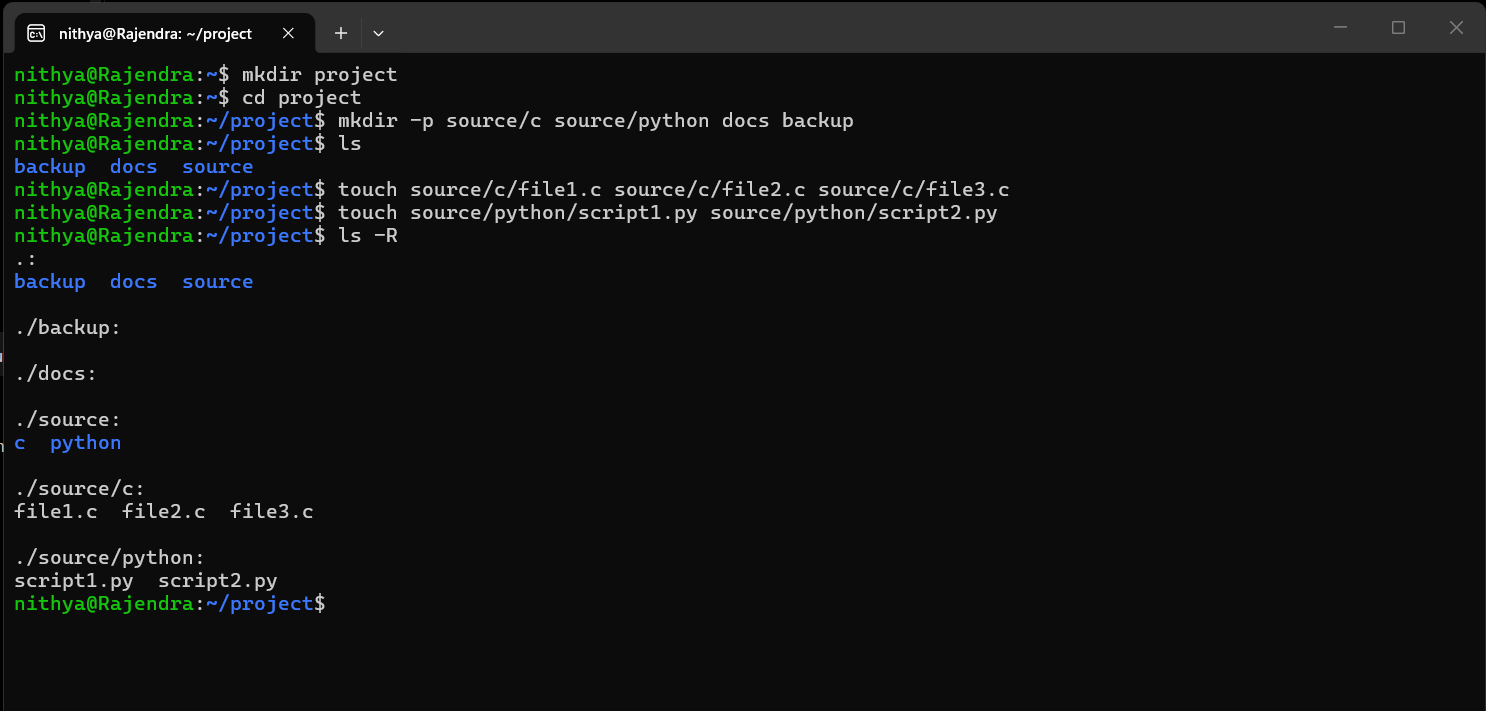 nithya@Rajendra: ~/project
nithya@Rajendra:~$ mkdir project
nithya@Rajendra:~$ cd project
nithya@Rajendra:~/project$ mkdir -p source/c source/python docs backup
nithya@Rajendra:~/project$ ls
backup  docs  source
nithya@Rajendra:~/project$ touch source/c/file1.c source/c/file2.c source/c/file3.c
nithya@Rajendra:~/project$ touch source/python/script1.py source/python/script2.py
nithya@Rajendra:~/project$ ls -R
.:
backup  docs  source
./backup:
./docs:
./source:
c  python
./source/c:
file1.c  file2.c  file3.c
./source/python:
script1.py  script2.py
nithya@Rajendra:~/project$